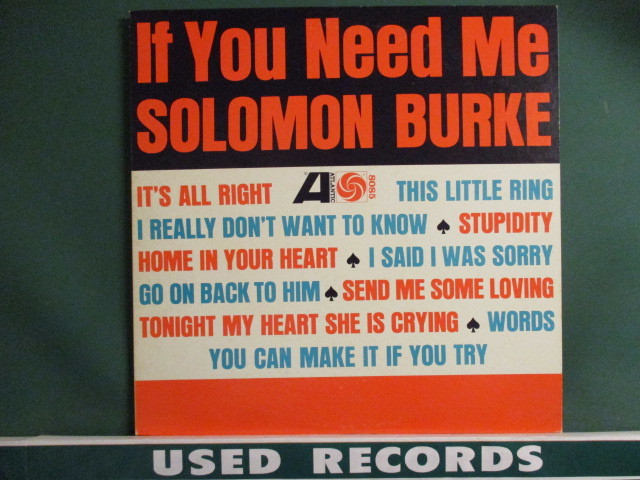 If You Need Me
SOLOMON BURKE
IT'S ALL RIGHT A ATLANTIC 8085 THIS LITTLE RING
I REALLY DON'T WANT TO KNOW ♠ STUPIDITY
HOME IN YOUR HEART ♠ I SAID I WAS SORRY
GO ON BACK TO HIM ♠ SEND ME SOME LOVING
TONIGHT MY HEART SHE IS CRYING ♠ WORDS
YOU CAN MAKE IT IF YOU TRY
USED RECORDS